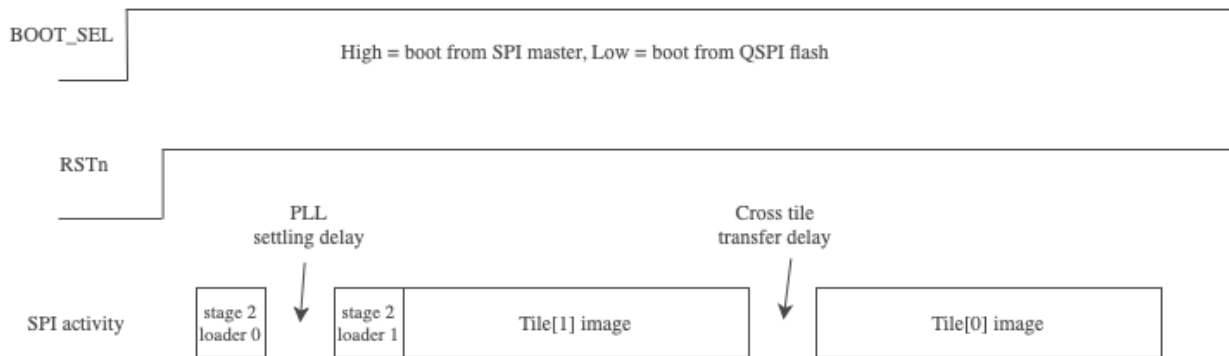 BOOT_SEL
High = boot from SPI master, Low = boot from QSPI flash
RSTn
PLL
settling delay
Cross tile
transfer delay
SPI activity
stage 2
loader 0
stage 2
loader 1
Tile[1] image
Tile[0] image